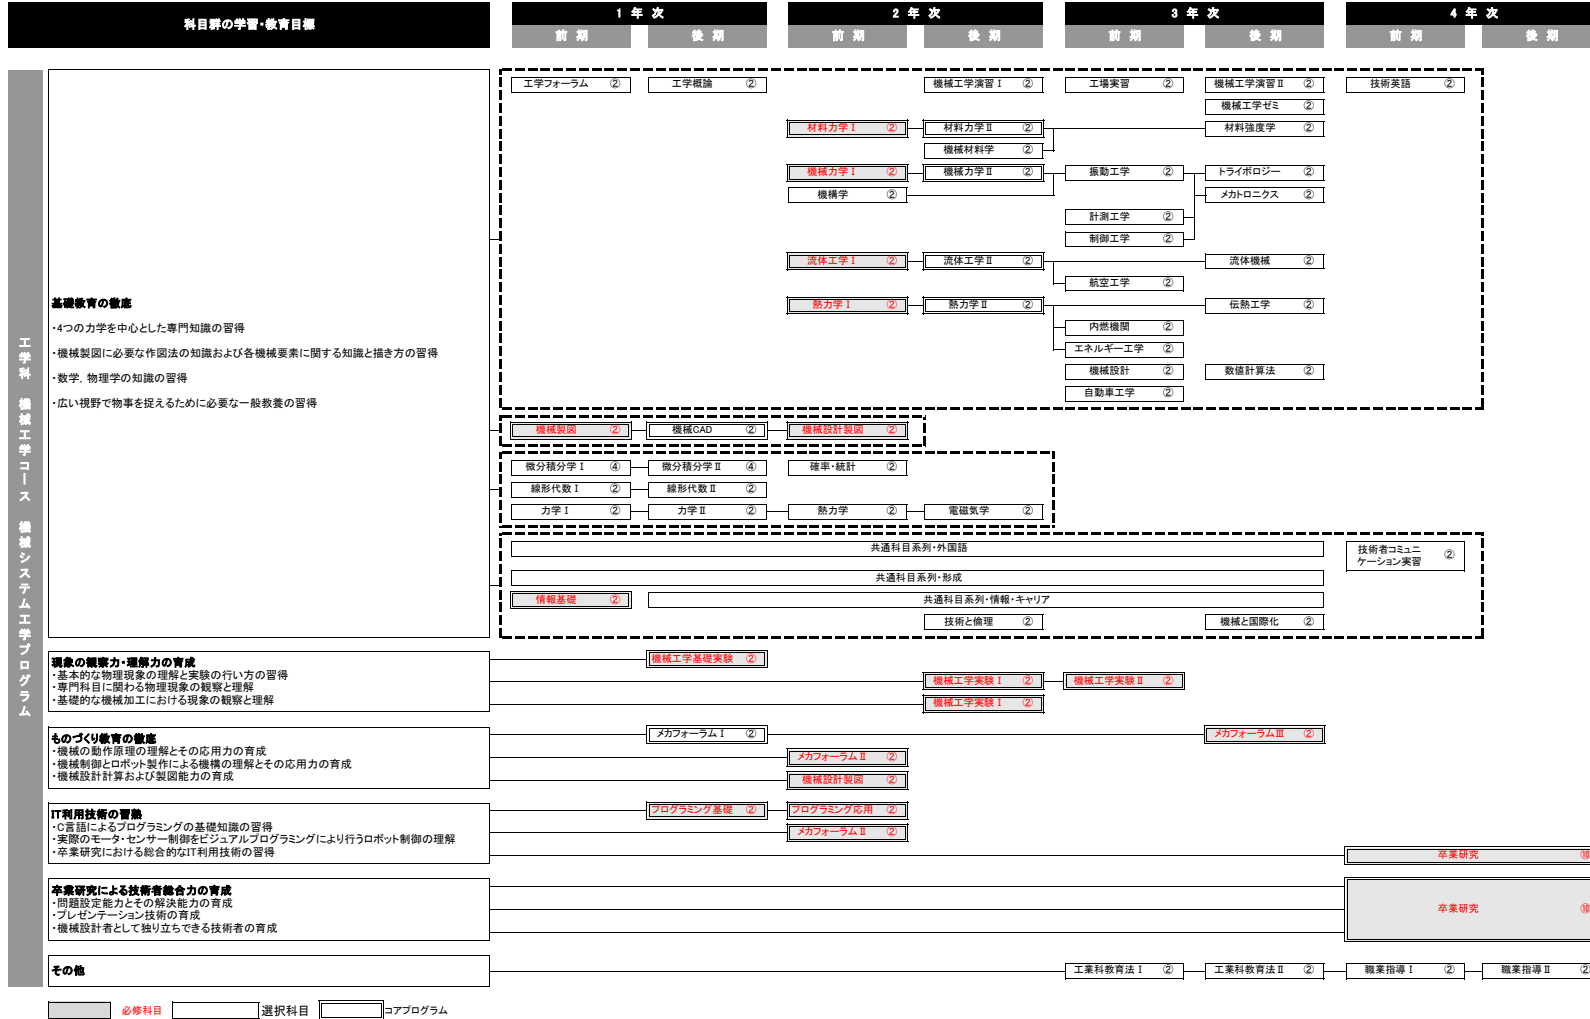 科目群の学習・教育目標
1 年 次
2 年 次
3 年 次
4 年 次
前 期
後 期
前 期
後 期
前 期
後 期
前 期
後 期
工学科 機械工学コース 機械システム工学プログラム
基礎教育の徹底
・4つの力学を中心とした専門知識の習得
・機械製図に必要な作図法の知識および各機械要素に関する知識と描き方の習得
・数学，物理学の知識の習得
・広い視野で物事を捉えるために必要な一般教養の習得
工学フォーラム ②
工学概論 ②
機械工学演習Ⅰ ②
工場実習 ②
機械工学演習Ⅱ ②
技術英語 ②
機械工学ゼミ ②
材料力学Ⅰ ②
材料力学Ⅱ ②
材料強度学 ②
機械材料学 ②
機械力学Ⅰ ②
機械力学Ⅱ ②
振動工学 ②
トライボロジー ②
機構学 ②
メカトロニクス ②
計測工学 ②
制御工学 ②
流体工学Ⅰ ②
流体工学Ⅱ ②
流体機械 ②
航空工学 ②
熱力学Ⅰ ②
熱力学Ⅱ ②
伝熱工学 ②
内燃機関 ②
エネルギー工学 ②
機械設計 ②
数値計算法 ②
自動車工学 ②
機械製図 ②
機械CAD ②
機械設計製図 ②
微分積分学Ⅰ ④
微分積分学Ⅱ ④
確率・統計 ②
線形代数Ⅰ ②
線形代数Ⅱ ②
力学Ⅰ ②
力学Ⅱ ②
熱力学 ②
電磁気学 ②
共通科目系列・外国語
技術者コミュニ
ケーション実習 ②
共通科目系列・形成
情報基礎 ②
共通科目系列・情報・キャリア
技術と倫理 ②
機械と国際化 ②
現象の観察力・理解力の育成
・基本的な物理現象の理解と実験の行い方の習得
・専門科目に関わる物理現象の観察と理解
・基礎的な機械加工における現象の観察と理解
機械工学基礎実験 ②
機械工学実験Ⅰ ②
機械工学実験Ⅱ ②
機械工学実験Ⅰ ②
ものづくり教育の徹底
・機械の動作原理の理解とその応用力の育成
・機械制御とロボット製作による機構の理解とその応用力の育成
・機械設計計算および製図能力の育成
メカフォーラムⅠ ②
メカフォーラムⅢ ②
メカフォーラムⅡ ②
機械設計製図 ②
IT利用技術の習熟
・C言語によるプログラミングの基礎知識の習得
・実際のモータ・センサー制御をビジュアルプログラミングにより行うロボット制御の理解
・卒業研究における総合的なIT利用技術の習得
プログラミング基礎 ②
プログラミング応用 ②
メカフォーラムⅡ ②
卒業研究 ⑩
卒業研究による技術者総合力の育成
・問題設定能力とその解決能力の育成
・プレゼンテーション技術の育成
・機械設計者として独り立ちできる技術者の育成
卒業研究 ⑩
その他
工業科教育法Ⅰ ②
工業科教育法Ⅱ ②
職業指導Ⅰ ②
職業指導Ⅱ ②
必修科目
選択科目
コアプログラム